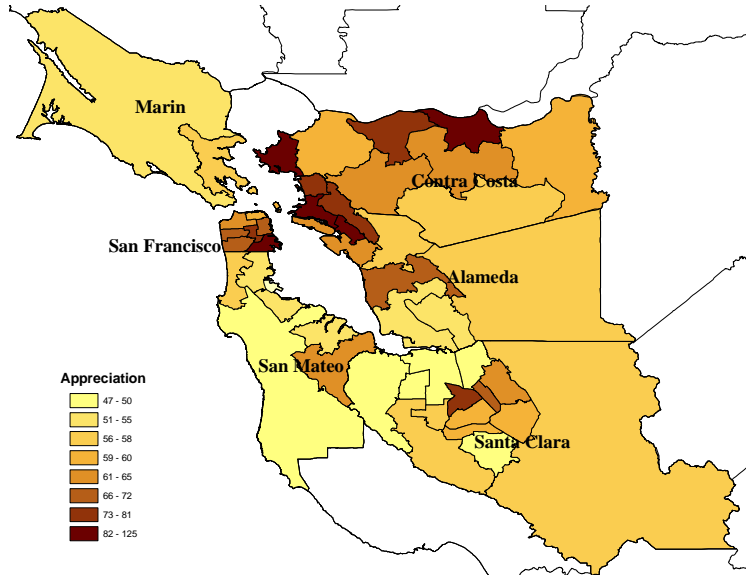 Marin
Contra Costa
San Francisco
Alameda
San Mateo
Santa Clara
Appreciation
47 - 50
51 - 55
56 - 58
59 - 60
61 - 65
66 - 72
73 - 81
82 - 125